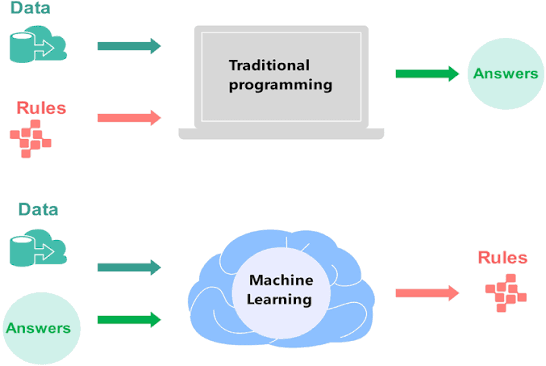 Data
Rules
Traditional
programming
Answers
Data
Answers
Machine
Learning
Rules